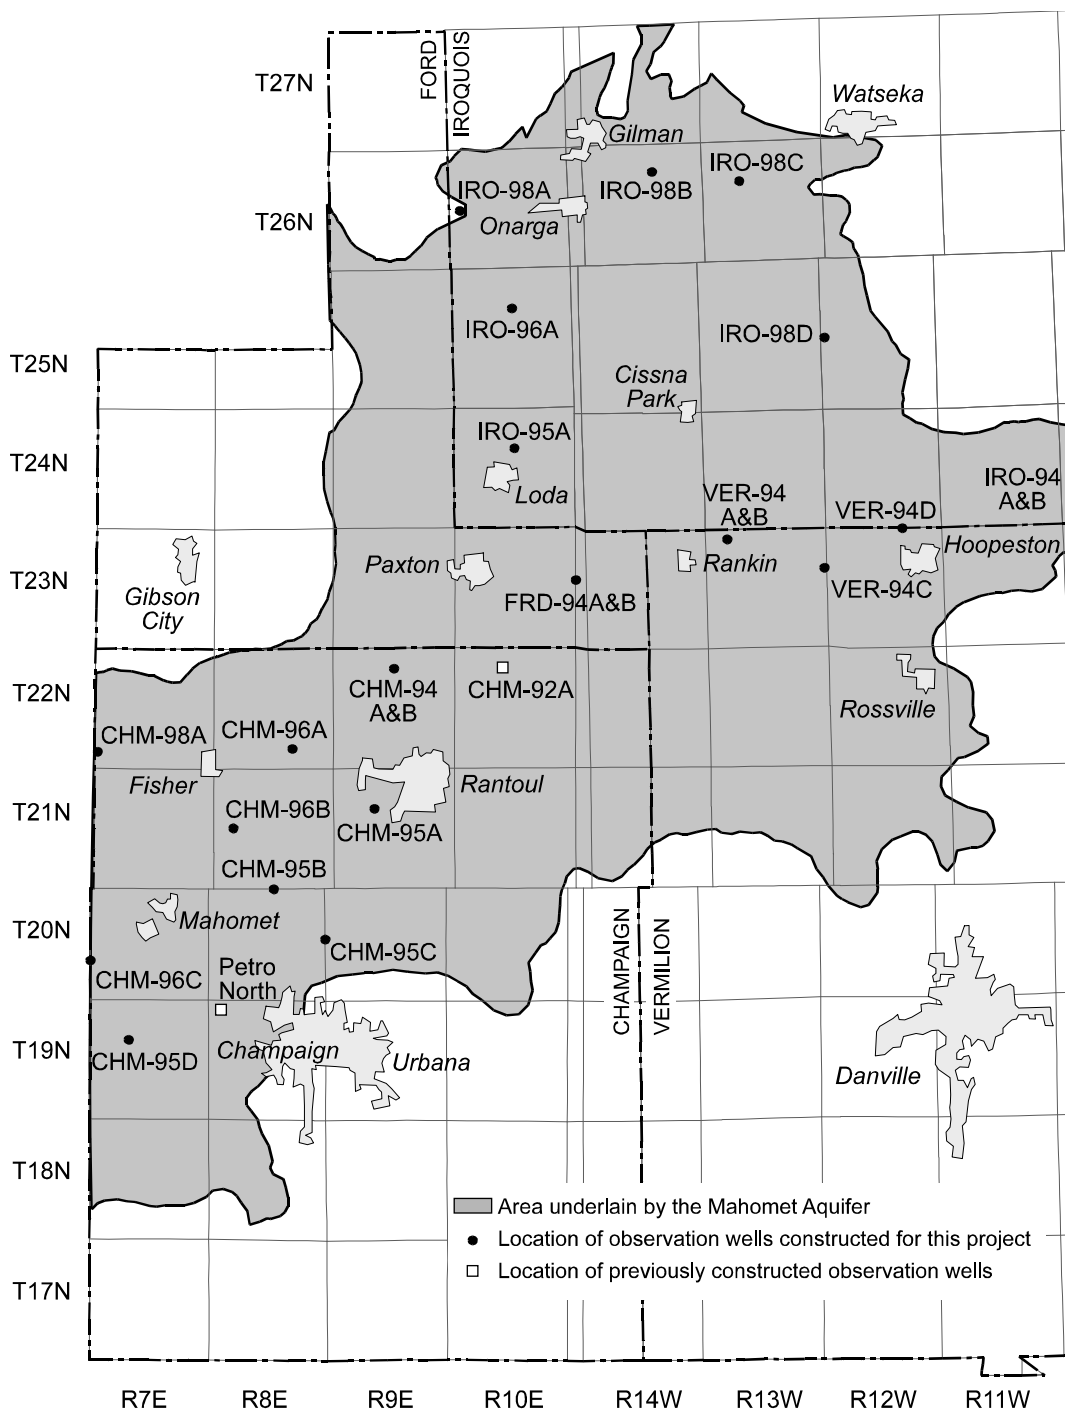 T27N
FORD
IROQUOIS
Watseka
Gilman
IRO-98A
IRO-98B
IRO-98C
T26N
Onarga
IRO-96A
IRO-98D
T25N
Cissna
Park
IRO-95A
T24N
Loda
VER-94
A&B
VER-94D
IRO-94
A&B
Hoopeston
Paxton
Rankin
T23N
FRD-94A&B
VER-94C
Gibson
City
T22N
CHM-94
A&B
CHM-92A
Rossville
CHM-98A
CHM-96A
Fisher
Rantoul
T21N
CHM-96B
CHM-95A
CHM-95B
T20N
Mahomet
CHM-95C
CHM-96C
Petro
North
CHAMPAIGN
VERMILION
T19N
CHM-95D
Champaign
Urbana
Danville
T18N
Area underlain by the Mahomet Aquifer
Location of observation wells constructed for this project
Location of previously constructed observation wells
T17N
R7E
R8E
R9E
R10E
R14W
R13W
R12W
R11W